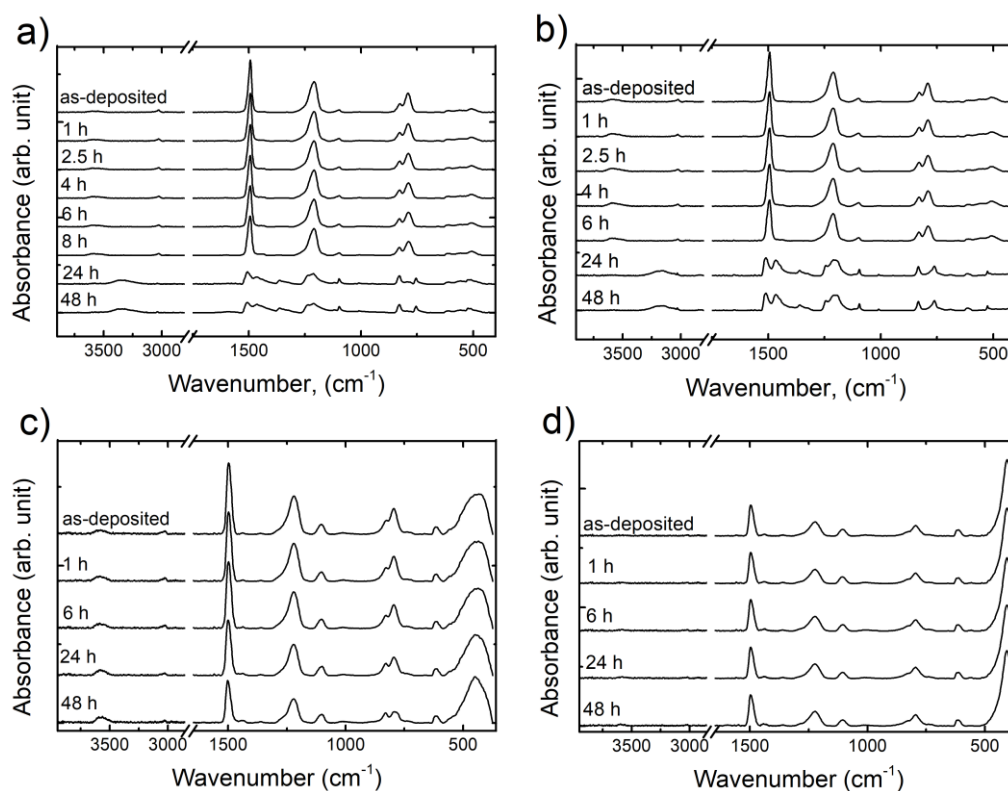 a)
Absorbance (arb. unit)
as-deposited
1 h
2.5 h
4 h
6 h
8 h
24 h
48 h
3500 3000 1500 1000 500
Wavenumber, (cm⁻¹)
b)
Absorbance (arb. unit)
as-deposited
1 h
2.5 h
4 h
6 h
24 h
48 h
3500 3000 1500 1000 500
Wavenumber, (cm⁻¹)
c)
Absorbance (arb. unit)
as-deposited
1 h
6 h
24 h
48 h
3500 3000 1500 1000 500
Wavenumber (cm⁻¹)
d)
Absorbance (arb. unit)
as-deposited
1 h
6 h
24 h
48 h
3500 3000 1500 1000 500
Wavenumber (cm⁻¹)